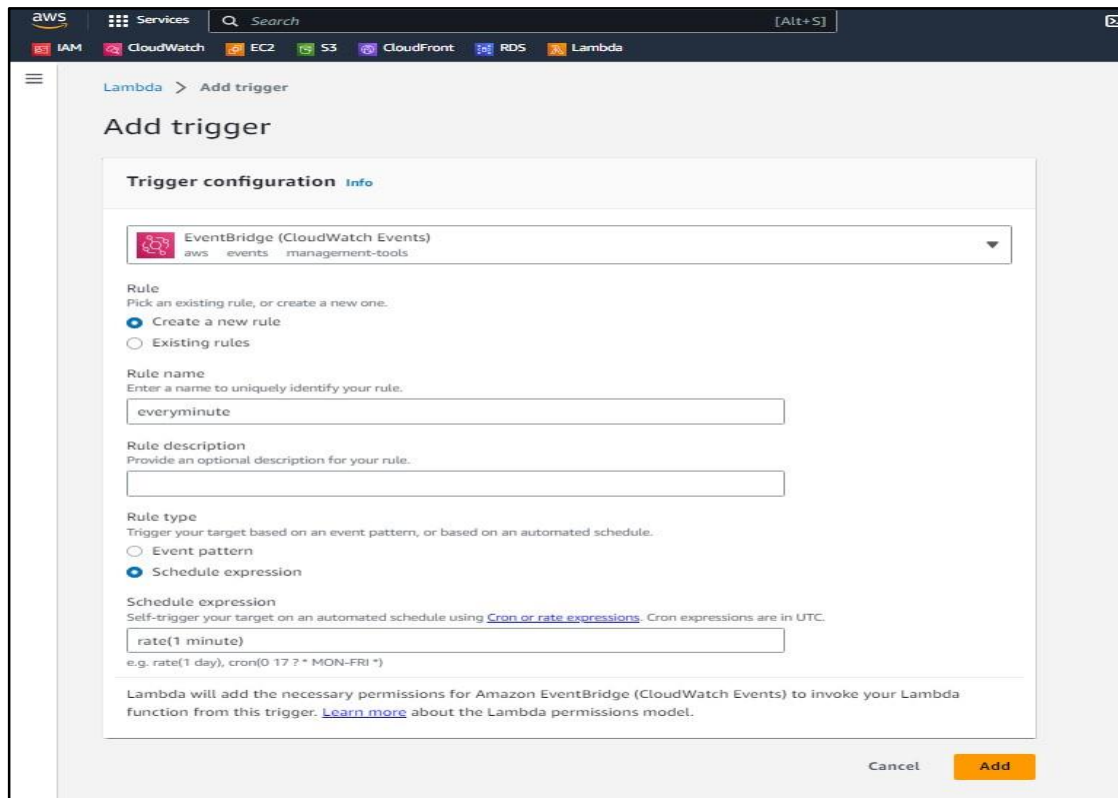 aws Services Search [Alt+S]
IAM CloudWatch EC2 S3 CloudFront RDS Lambda
Lambda > Add trigger
Add trigger
Trigger configuration Info
EventBridge (CloudWatch Events)
aws events management-tools
Rule
Pick an existing rule, or create a new one.
Create a new rule
Existing rules
Rule name
Enter a name to uniquely identify your rule.
everyminute
Rule description
Provide an optional description for your rule.
Rule type
Trigger your target based on an event pattern, or based on an automated schedule.
Event pattern
Schedule expression
Schedule expression
Self-trigger your target on an automated schedule using Cron or rate expressions. Cron expressions are in UTC.
rate(1 minute)
e.g. rate(1 day), cron(0 17 ? * MON-FRI *)
Lambda will add the necessary permissions for Amazon EventBridge (CloudWatch Events) to invoke your Lambda
function from this trigger. Learn more about the Lambda permissions model.
Cancel Add